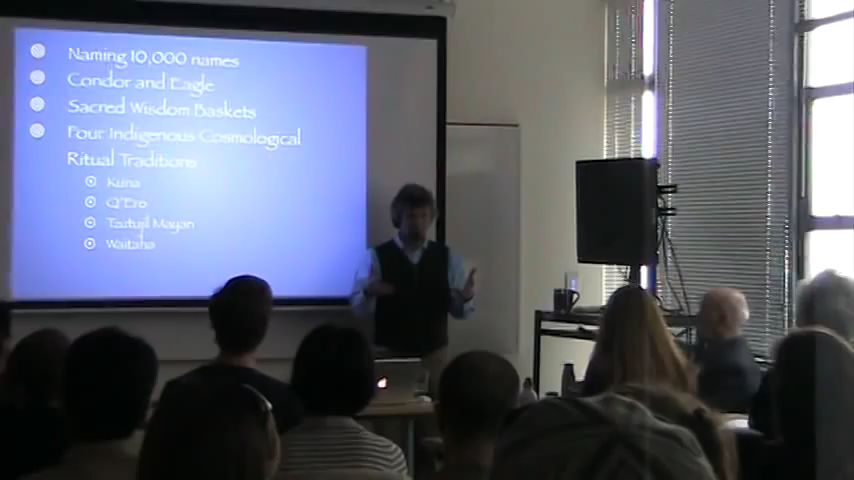 Naming 10,000 names
Condor and Eagle
Sacred Wisdom Baskets
Four Indigenous Cosmological
Ritual Traditions
Kuna
Q'Ero
Tzutujil Mayan
Waitaha